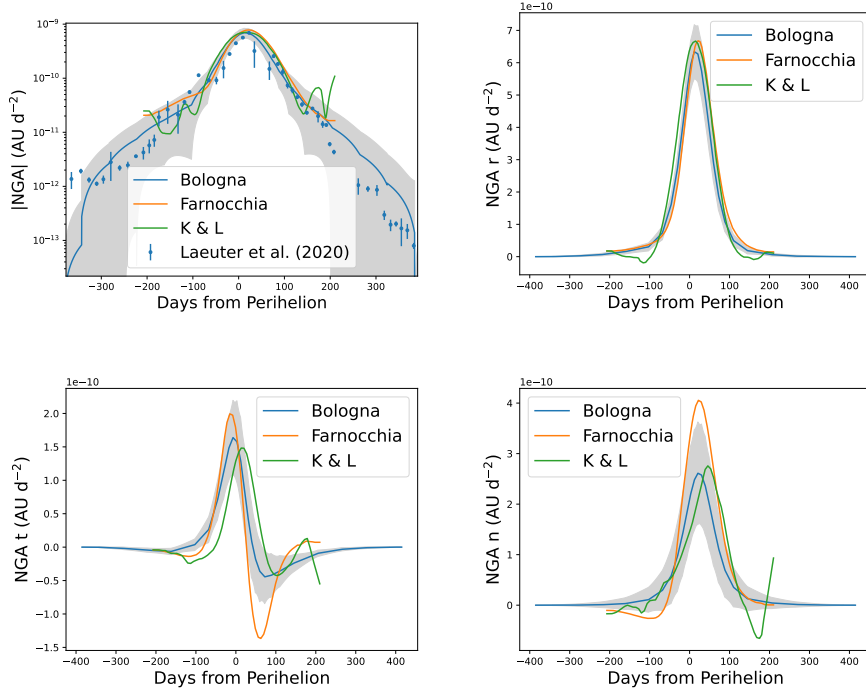 10⁻⁹
10⁻¹⁰
10⁻¹¹
10⁻¹²
10⁻¹³
|NGA| (AU d⁻²)
Bologna
Farnocchia
K & L
Laeuter et al. (2020)
−300 −200 −100 0 100 200 300
Days from Perihelion
1e−10
7
6
5
4
3
2
1
0
NGA r (AU d⁻²)
Bologna
Farnocchia
K & L
−400 −300 −200 −100 0 100 200 300 400
Days from Perihelion
1e−10
2.0
1.5
1.0
0.5
0.0
−0.5
−1.0
−1.5
NGA t (AU d⁻²)
Bologna
Farnocchia
K & L
−400 −300 −200 −100 0 100 200 300 400
Days from Perihelion
1e−10
4
3
2
1
0
NGA n (AU d⁻²)
Bologna
Farnocchia
K & L
−400 −300 −200 −100 0 100 200 300 400
Days from Perihelion